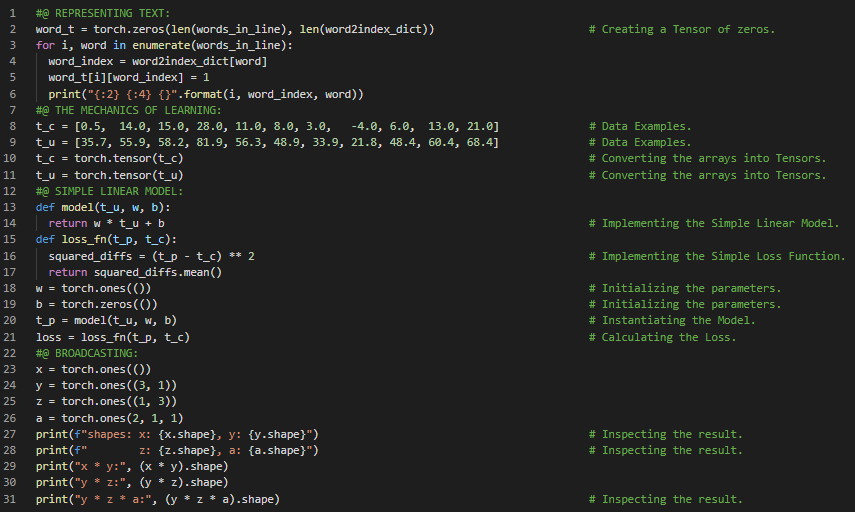 1 #@ REPRESENTING TEXT:
2 word_t = torch.zeros(len(words_in_line), len(word2index_dict)) # Creating a Tensor of zeros.
3 for i, word in enumerate(words_in_line):
4 word_index = word2index_dict[word]
5 word_t[i][word_index] = 1
6 print("{:2} {:4} {}".format(i, word_index, word))
7 #@ THE MECHANICS OF LEARNING:
8 t_c = [0.5, 14.0, 15.0, 28.0, 11.0, 8.0, 3.0, -4.0, 6.0, 13.0, 21.0] # Data Examples.
9 t_u = [35.7, 55.9, 58.2, 81.9, 56.3, 48.9, 33.9, 21.8, 48.4, 60.4, 68.4] # Data Examples.
10 t_c = torch.tensor(t_c) # Converting the arrays into Tensors.
11 t_u = torch.tensor(t_u) # Converting the arrays into Tensors.
12 #@ SIMPLE LINEAR MODEL:
13 def model(t_u, w, b):
14 return w * t_u + b # Implementing the Simple Linear Model.
15 def loss_fn(t_p, t_c):
16 squared_diffs = (t_p - t_c) ** 2 # Implementing the Simple Loss Function.
17 return squared_diffs.mean()
18 w = torch.ones(()) # Initializing the parameters.
19 b = torch.zeros(()) # Initializing the parameters.
20 t_p = model(t_u, w, b) # Instantiating the Model.
21 loss = loss_fn(t_p, t_c) # Calculating the Loss.
22 #@ BROADCASTING:
23 x = torch.ones(())
24 y = torch.ones((3, 1))
25 z = torch.ones((1, 3))
26 a = torch.ones(2, 1, 1)
27 print(f"shapes: x: {x.shape}, y: {y.shape}") # Inspecting the result.
28 print(f"        z: {z.shape}, a: {a.shape}") # Inspecting the result.
29 print("x * y:", (x * y).shape)
30 print("y * z:", (y * z).shape)
31 print("y * z * a:", (y * z * a).shape) # Inspecting the result.